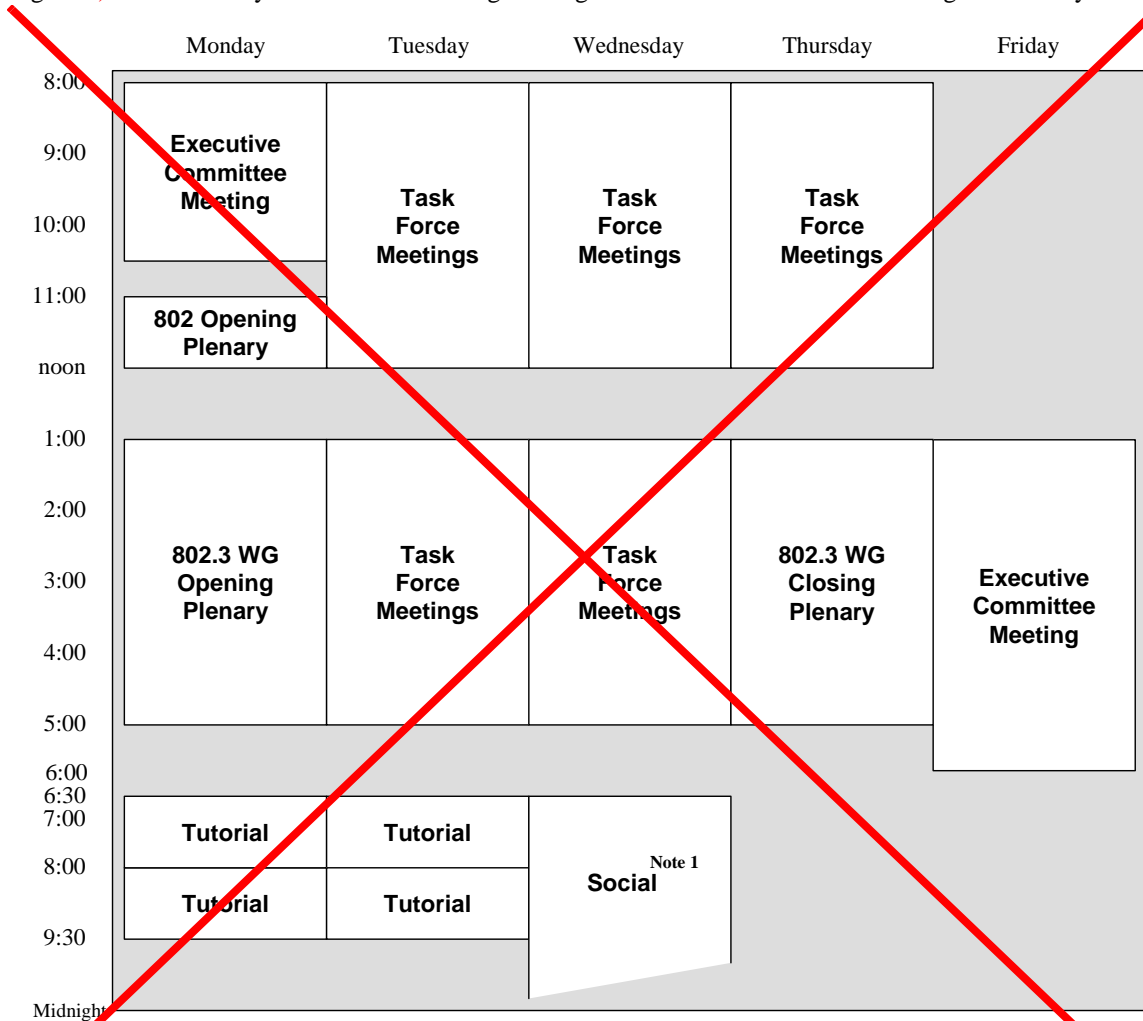 Monday Tuesday Wednesday Thursday Friday
8:00
9:00
10:00
11:00
noon
1:00
2:00
3:00
4:00
5:00
6:00
6:30
7:00
8:00
9:30
Midnight
Executive
Committee
Meeting
802 Opening
Plenary
Task
Force
Meetings
Task
Force
Meetings
Task
Force
Meetings
802.3 WG
Opening
Plenary
Task
Force
Meetings
Task
Force
Meetings
802.3 WG
Closing
Plenary
Executive
Committee
Meeting
Tutorial
Tutorial
Tutorial
Tutorial
Social Note 1